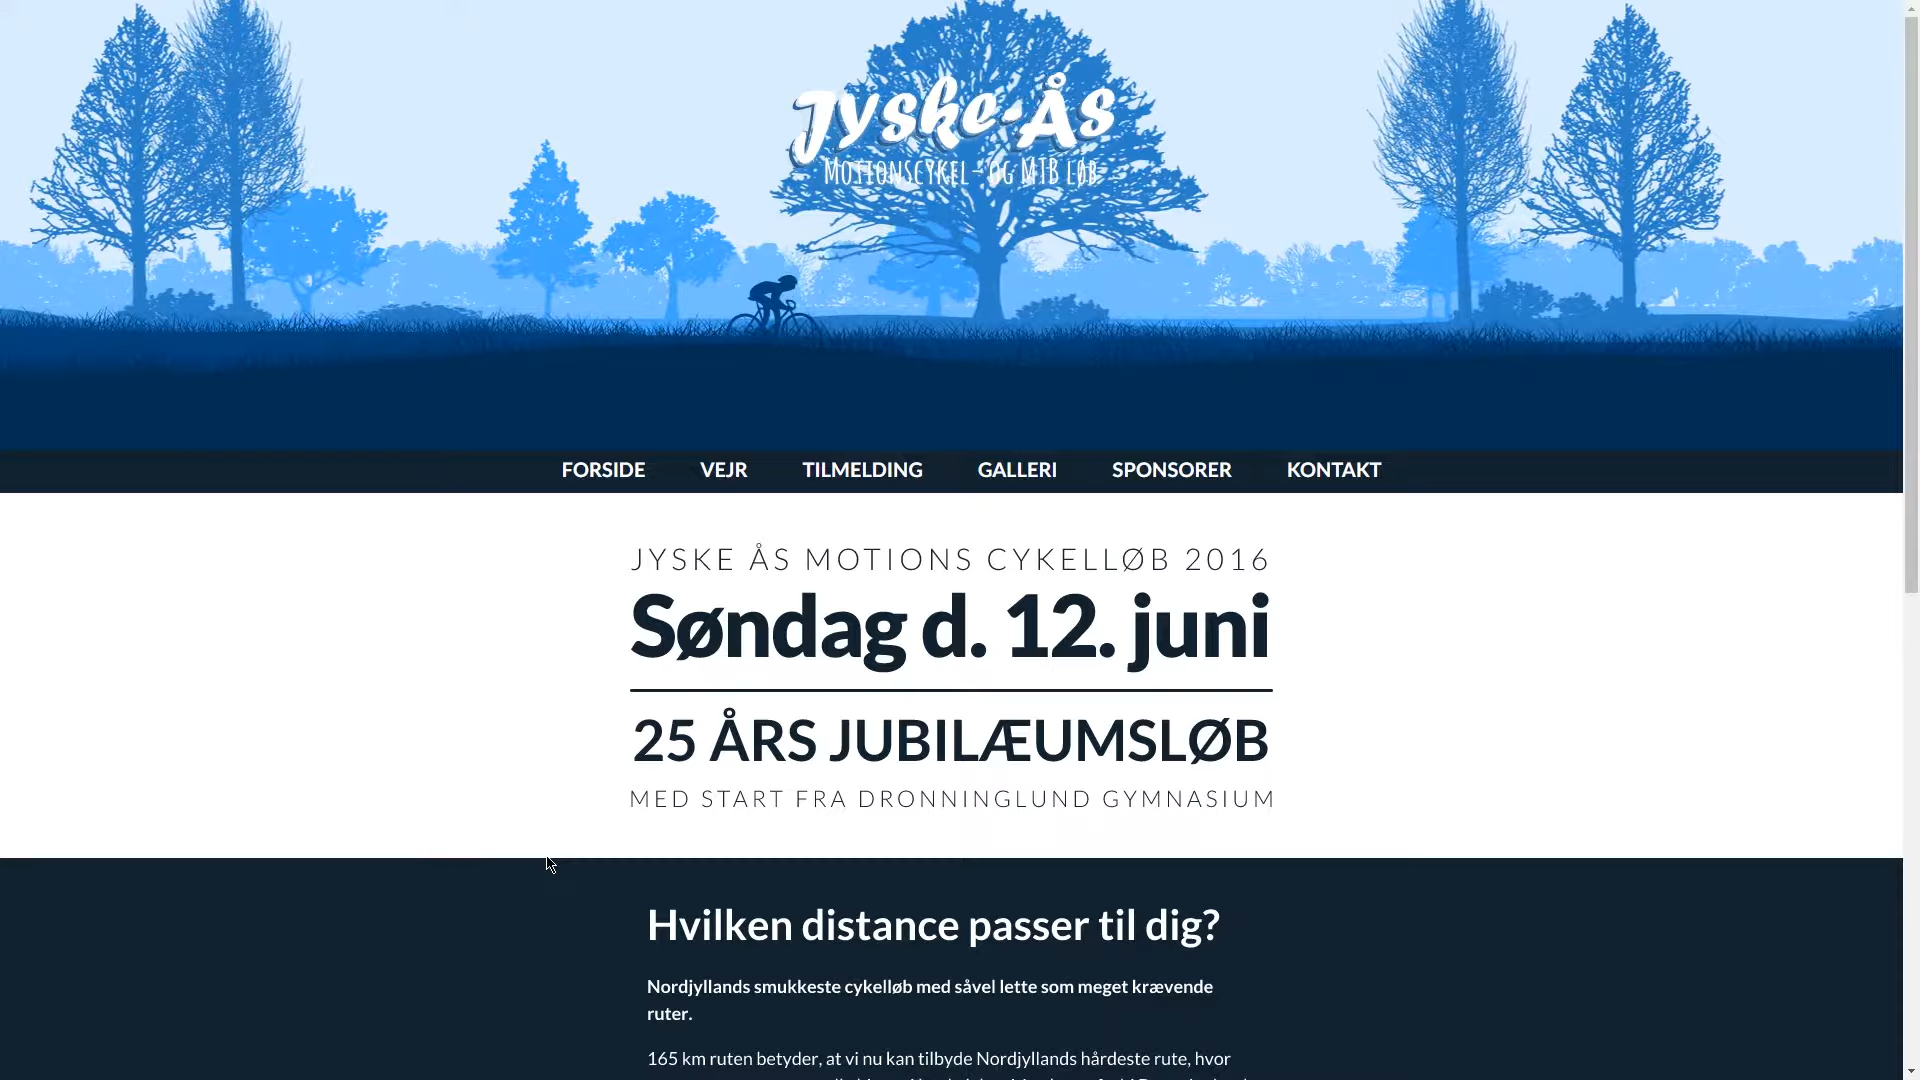 Jyske-Ås
Motionscykel- og MTB løb
FORSIDE VEJR TILMELDING GALLERI SPONSORER KONTAKT
JYSKE ÅS MOTIONS CYKELLØB 2016
Søndag d. 12. juni
25 ÅRS JUBILÆUMSLØB
MED START FRA DRONNINGLUND GYMNASIUM
Hvilken distance passer til dig?
Nordjyllands smukkeste cykelløb med såvel lette som meget krævende
ruter.
165 km ruten betyder, at vi nu kan tilbyde Nordjyllands hårdeste rute, hvor